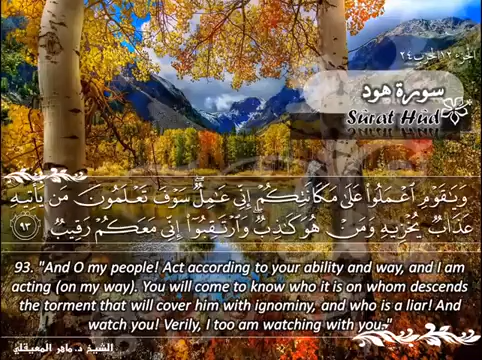 الجزء ١٢ الحزب ٢٤
سورة هود
Sûrat Hûd
وَيَٰقَوْمِ ٱعْمَلُوا۟ عَلَىٰ مَكَانَتِكُمْ إِنِّى عَٰمِلٌ ۖ سَوْفَ تَعْلَمُونَ مَن يَأْتِيهِ
عَذَابٌ يُخْزِيهِ وَمَنْ هُوَ كَٰذِبٌ ۖ وَٱرْتَقِبُوٓا۟ إِنِّى مَعَكُمْ رَقِيبٌ ٩٣
93. "And O my people! Act according to your ability and way, and I am
acting (on my way). You will come to know who it is on whom descends
the torment that will cover him with ignominy, and who is a liar! And
watch you! Verily, I too am watching with you."
الشيخ د. ماهر المعيقلي